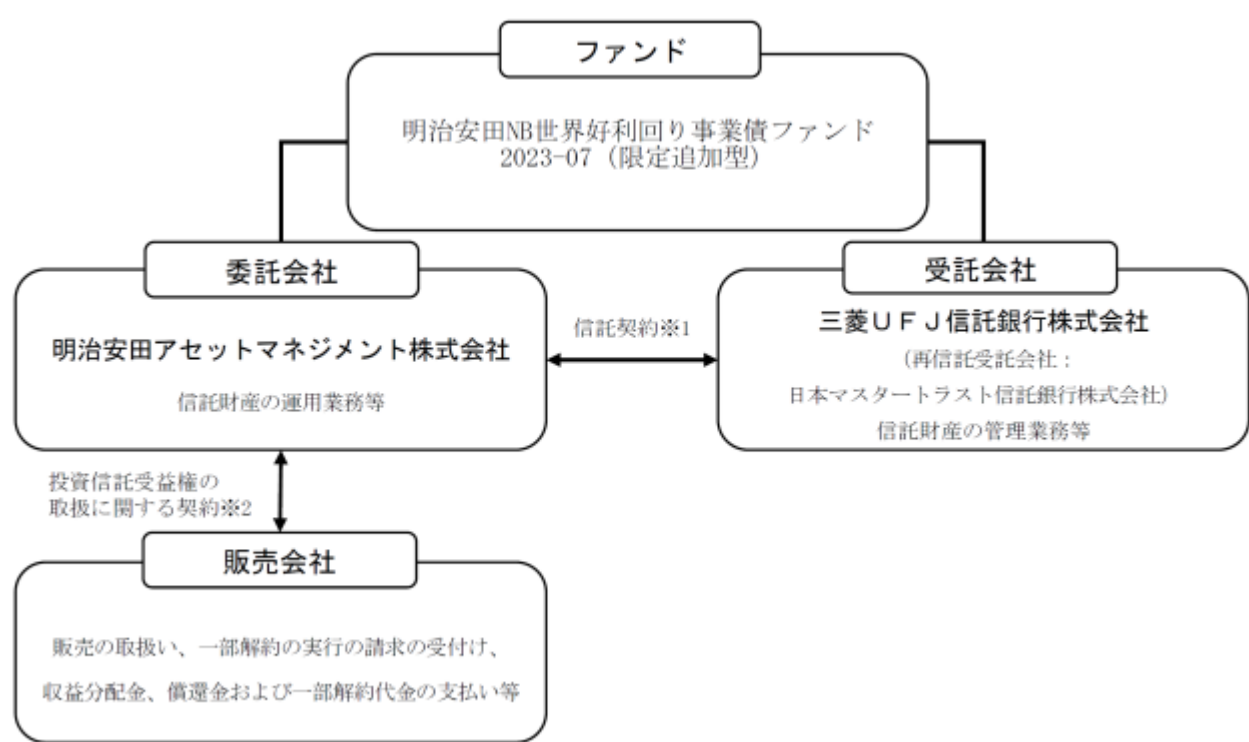 ファンド
明治安田NB世界好利回り事業債ファンド
2023-07（限定追加型）
委託会社
明治安田アセットマネジメント株式会社
信託財産の運用業務等
信託契約※1
受託会社
三菱ＵＦＪ信託銀行株式会社
（再信託受託会社：
日本マスタートラスト信託銀行株式会社）
信託財産の管理業務等
投資信託受益権の
取扱に関する契約※2
販売会社
販売の取扱い、一部解約の実行の請求の受付け、
収益分配金、償還金および一部解約代金の支払い等